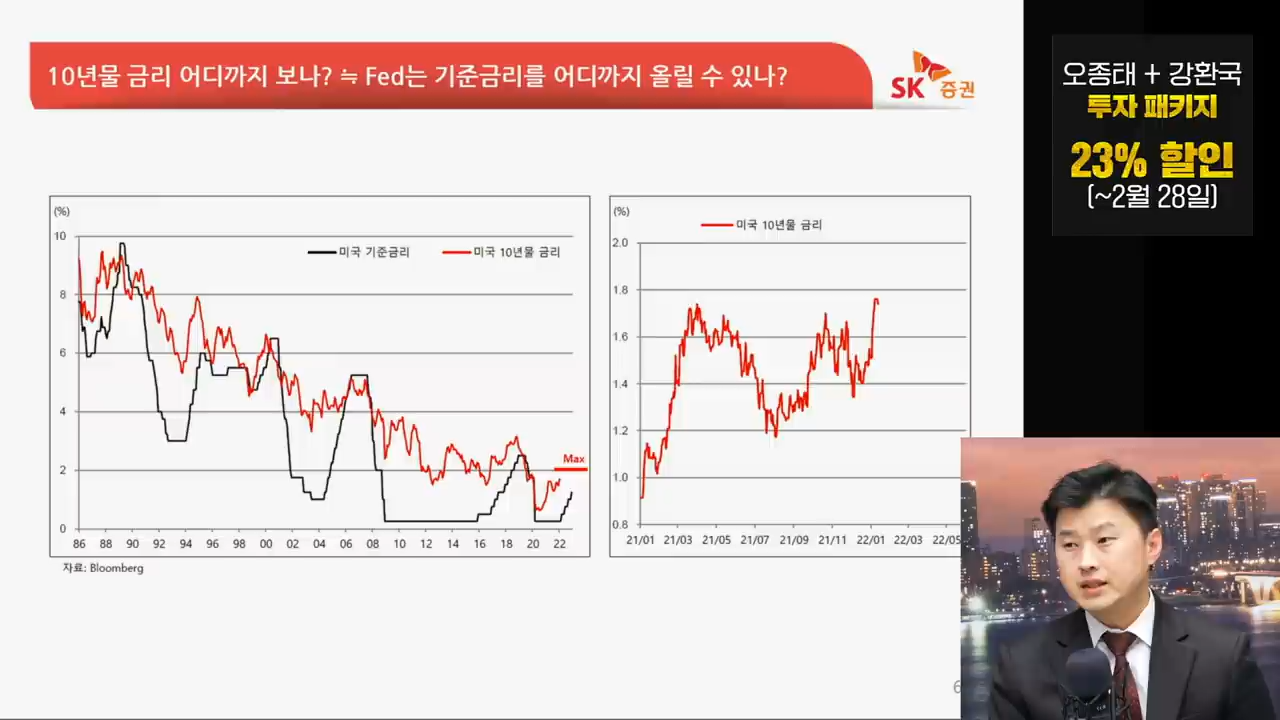 10년물 금리 어디까지 보나? ≒ Fed는 기준금리를 어디까지 올릴 수 있나?
SK증권
오종태 + 강환국
투자 패키지
23% 할인
(~2월 28일)
(%)
미국 기준금리
미국 10년물 금리
10
8
6
4
2
0
Max
86 88 90 92 94 96 98 00 02 04 06 08 10 12 14 16 18 20 22
자료: Bloomberg
(%)
미국 10년물 금리
2.0
1.8
1.6
1.4
1.2
1.0
0.8
21/01 21/03 21/05 21/07 21/09 21/11 22/01 22/03 22/05
6